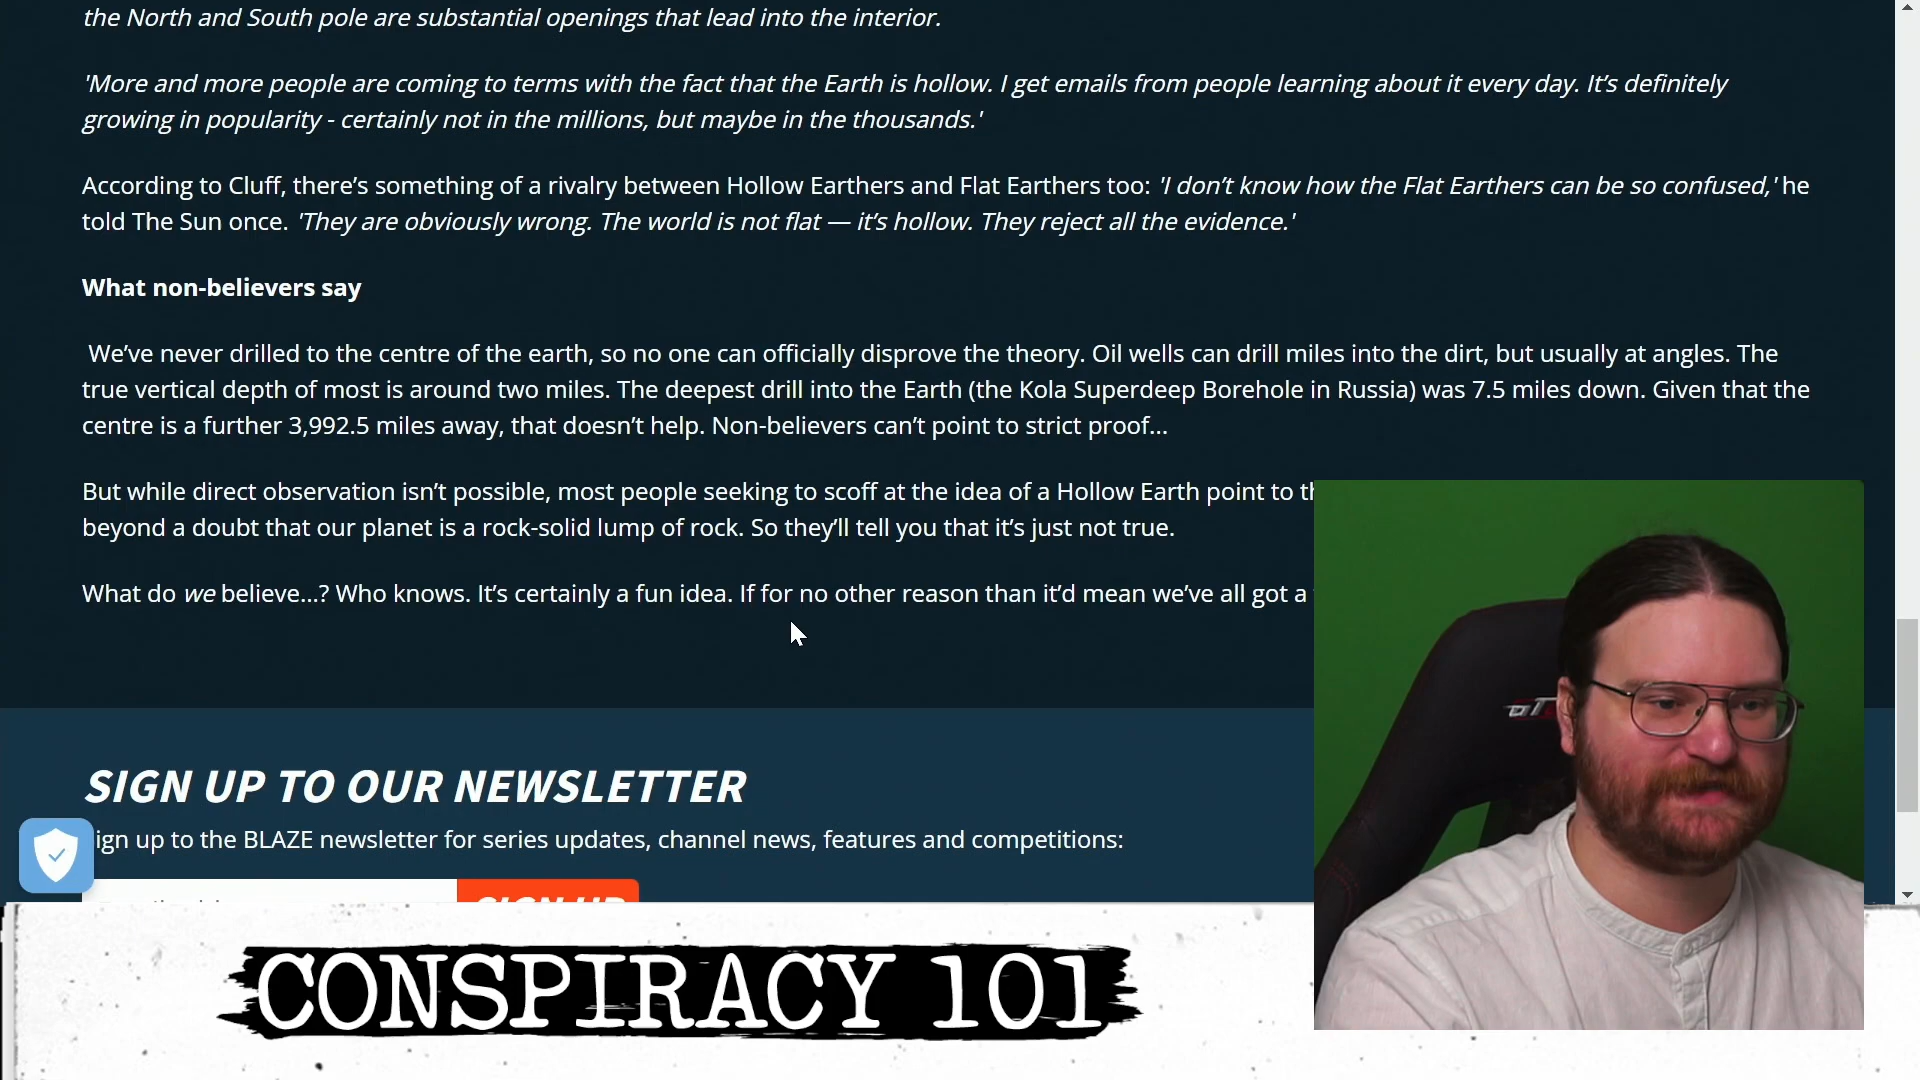 the North and South pole are substantial openings that lead into the interior.
'More and more people are coming to terms with the fact that the Earth is hollow. I get emails from people learning about it every day. It’s definitely
growing in popularity - certainly not in the millions, but maybe in the thousands.'
According to Cluff, there’s something of a rivalry between Hollow Earthers and Flat Earthers too: 'I don’t know how the Flat Earthers can be so confused,' he
told The Sun once. 'They are obviously wrong. The world is not flat — it’s hollow. They reject all the evidence.'
What non-believers say
We’ve never drilled to the centre of the earth, so no one can officially disprove the theory. Oil wells can drill miles into the dirt, but usually at angles. The
true vertical depth of most is around two miles. The deepest drill into the Earth (the Kola Superdeep Borehole in Russia) was 7.5 miles down. Given that the
centre is a further 3,992.5 miles away, that doesn’t help. Non-believers can’t point to strict proof...
But while direct observation isn’t possible, most people seeking to scoff at the idea of a Hollow Earth point to
beyond a doubt that our planet is a rock-solid lump of rock. So they’ll tell you that it’s just not true.
What do we believe...? Who knows. It’s certainly a fun idea. If for no other reason than it’d mean we’ve all got a
SIGN UP TO OUR NEWSLETTER
ign up to the BLAZE newsletter for series updates, channel news, features and competitions:
SIGN UP
CONSPIRACY 101